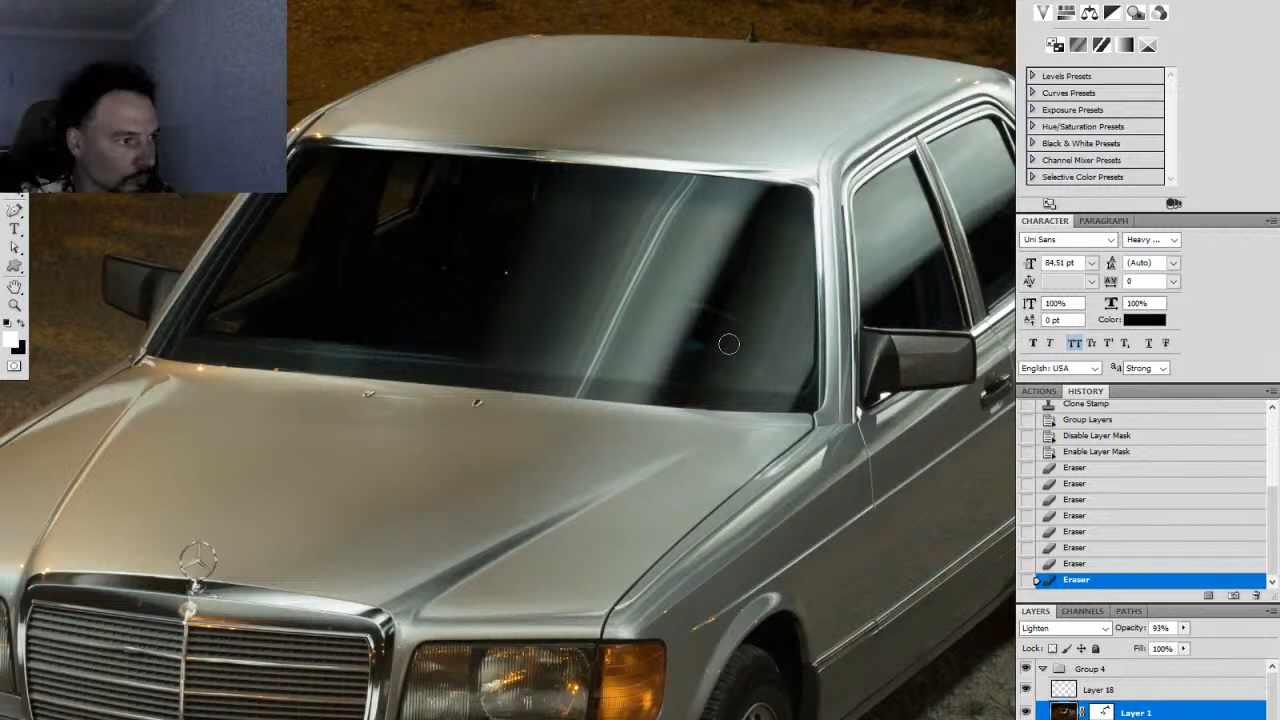 Levels Presets
Curves Presets
Exposure Presets
Hue/Saturation Presets
Black & White Presets
Channel Mixer Presets
Selective Color Presets
CHARACTER PARAGRAPH
Uni Sans Heavy ...
84,51 pt (Auto)
0
100% 100%
0 pt Color:
English: USA Strong
ACTIONS HISTORY
Clone Stamp
Group Layers
Disable Layer Mask
Enable Layer Mask
Eraser
Eraser
Eraser
Eraser
Eraser
Eraser
Eraser
Eraser
LAYERS CHANNELS PATHS
Lighten Opacity: 93%
Lock: Fill: 100%
Group 4
Layer 18
Layer 1